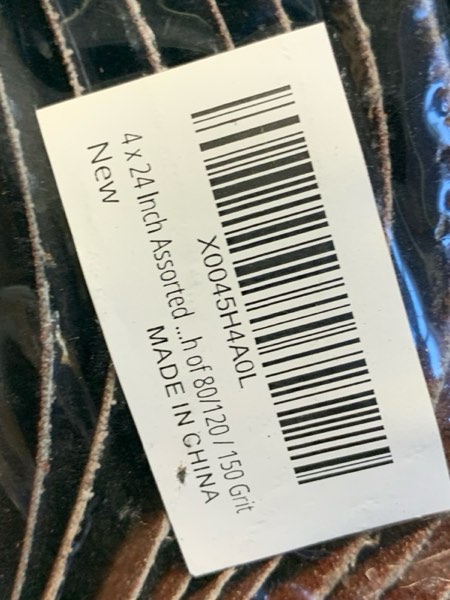 X0045H4A0L
4 x 24 Inch Assorted ...h of 80/120 / 150 Grit
New
MADE IN CHINA